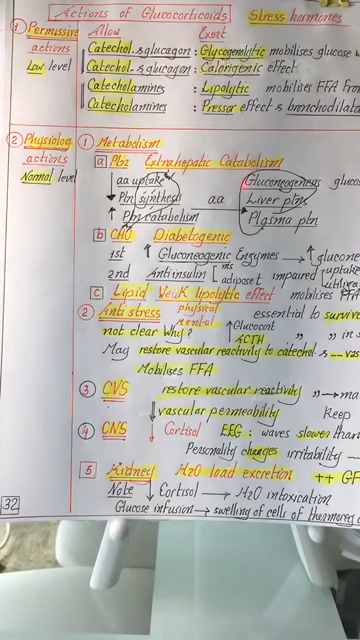 Actions of Glucocorticoids Stress hormones
① Permissive Allow Exert
actions Catechol. & glucagon : Glycogenolytic mobilises glucose
Low level Catechol. & glucagon : Calorigenic effect
Catecholamines : Lipolytic mobilises FFA from
Catecholamines : Pressor effect & bronchodilat
② Physiolog ① Metabolism
actions a Ptn Extrahepatic Catabolism
Normal level ↓ aa uptake Gluconeogenesis
↓ Ptn synthesis aa Liver ptns
↑ Ptn catabolism Plasma ptn
b CHO Diabetogenic
1st ↑ Gluconeogenic Enzymes → ↑ glucone
2nd Antiinsulin [ms adipose t impaired uptake
c Lipid Weak lipolytic effect mobilises FFA
② Anti stress physical mental essential to survive
not clear Why? ↑ Glucocort ACTH " " in
May restore vascular reactivity to catechol &
Mobilises FFA
③ CVS restore vascular reactivity " → ma
↓ vascular permeability Keep
④ CNS ↓ Cortisol EEG : waves slower than
Personality changes irritability
5 Kidney H2O load excretion ++ GF
Note ↓ Cortisol → H2O intoxication
Glucose infusion → swelling of cells of thermoreg
32